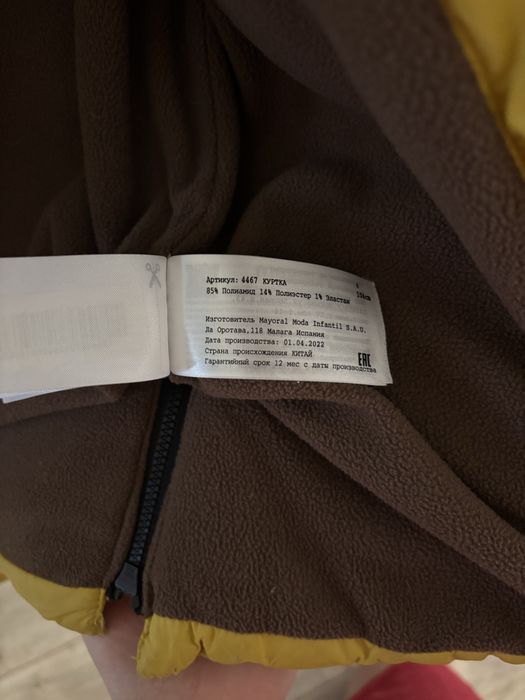 Артикул: 4467 КУРТКА
85% Полиамид 14% Полиэстер 1% Эластан
Изготовитель Mayoral Moda Infantil S.A.U.
Ла Оротава,118 Малага Испания
Дата производства: 01.04.2022
Страна происхождения КИТАЙ
EAC
Гарантийный срок 12 мес с даты производства